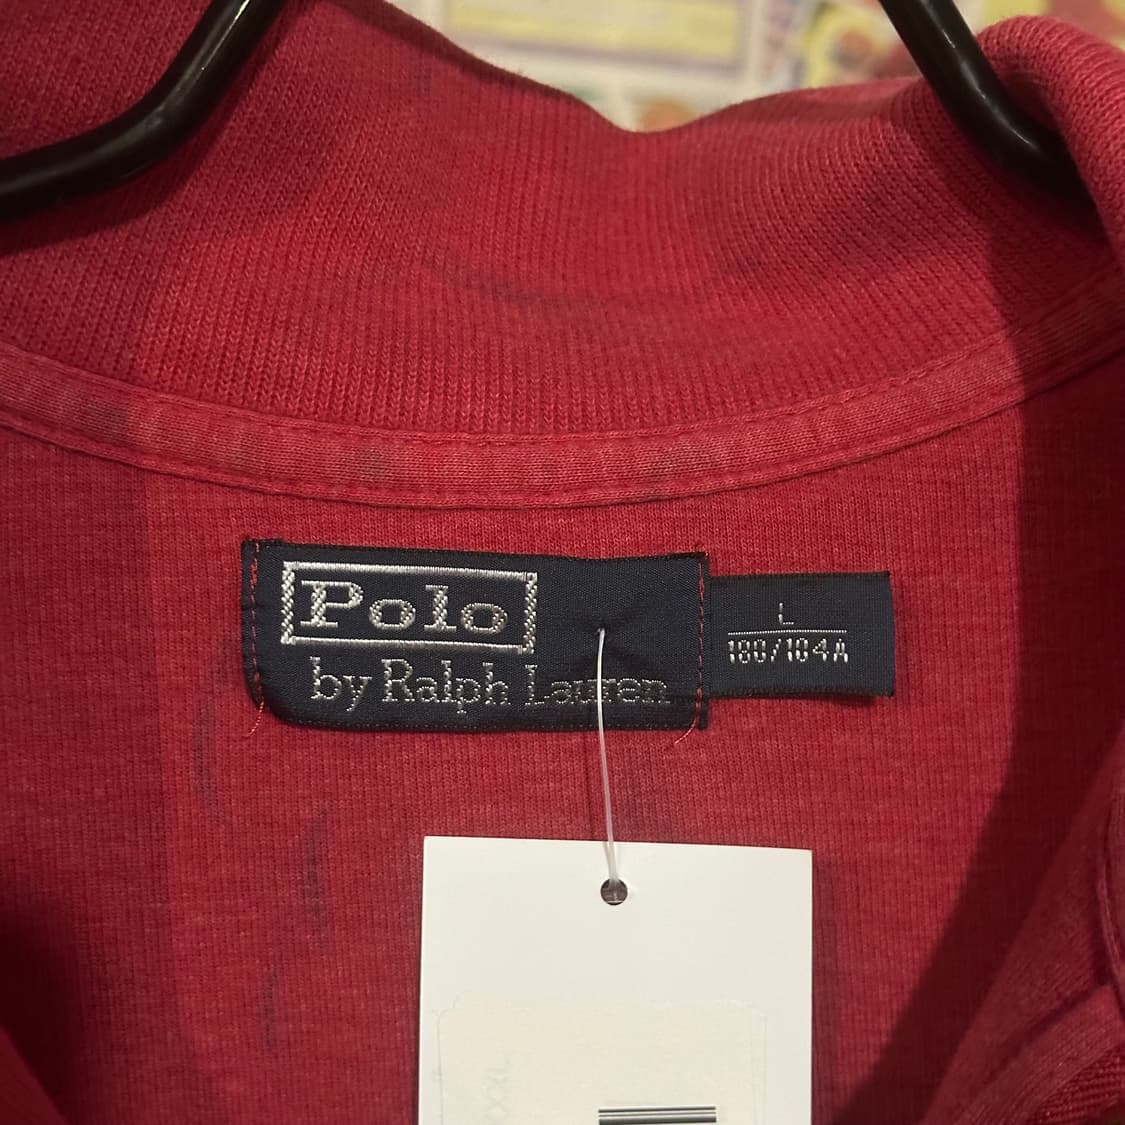 Polo
by Ralph Lauren
L
180/104A